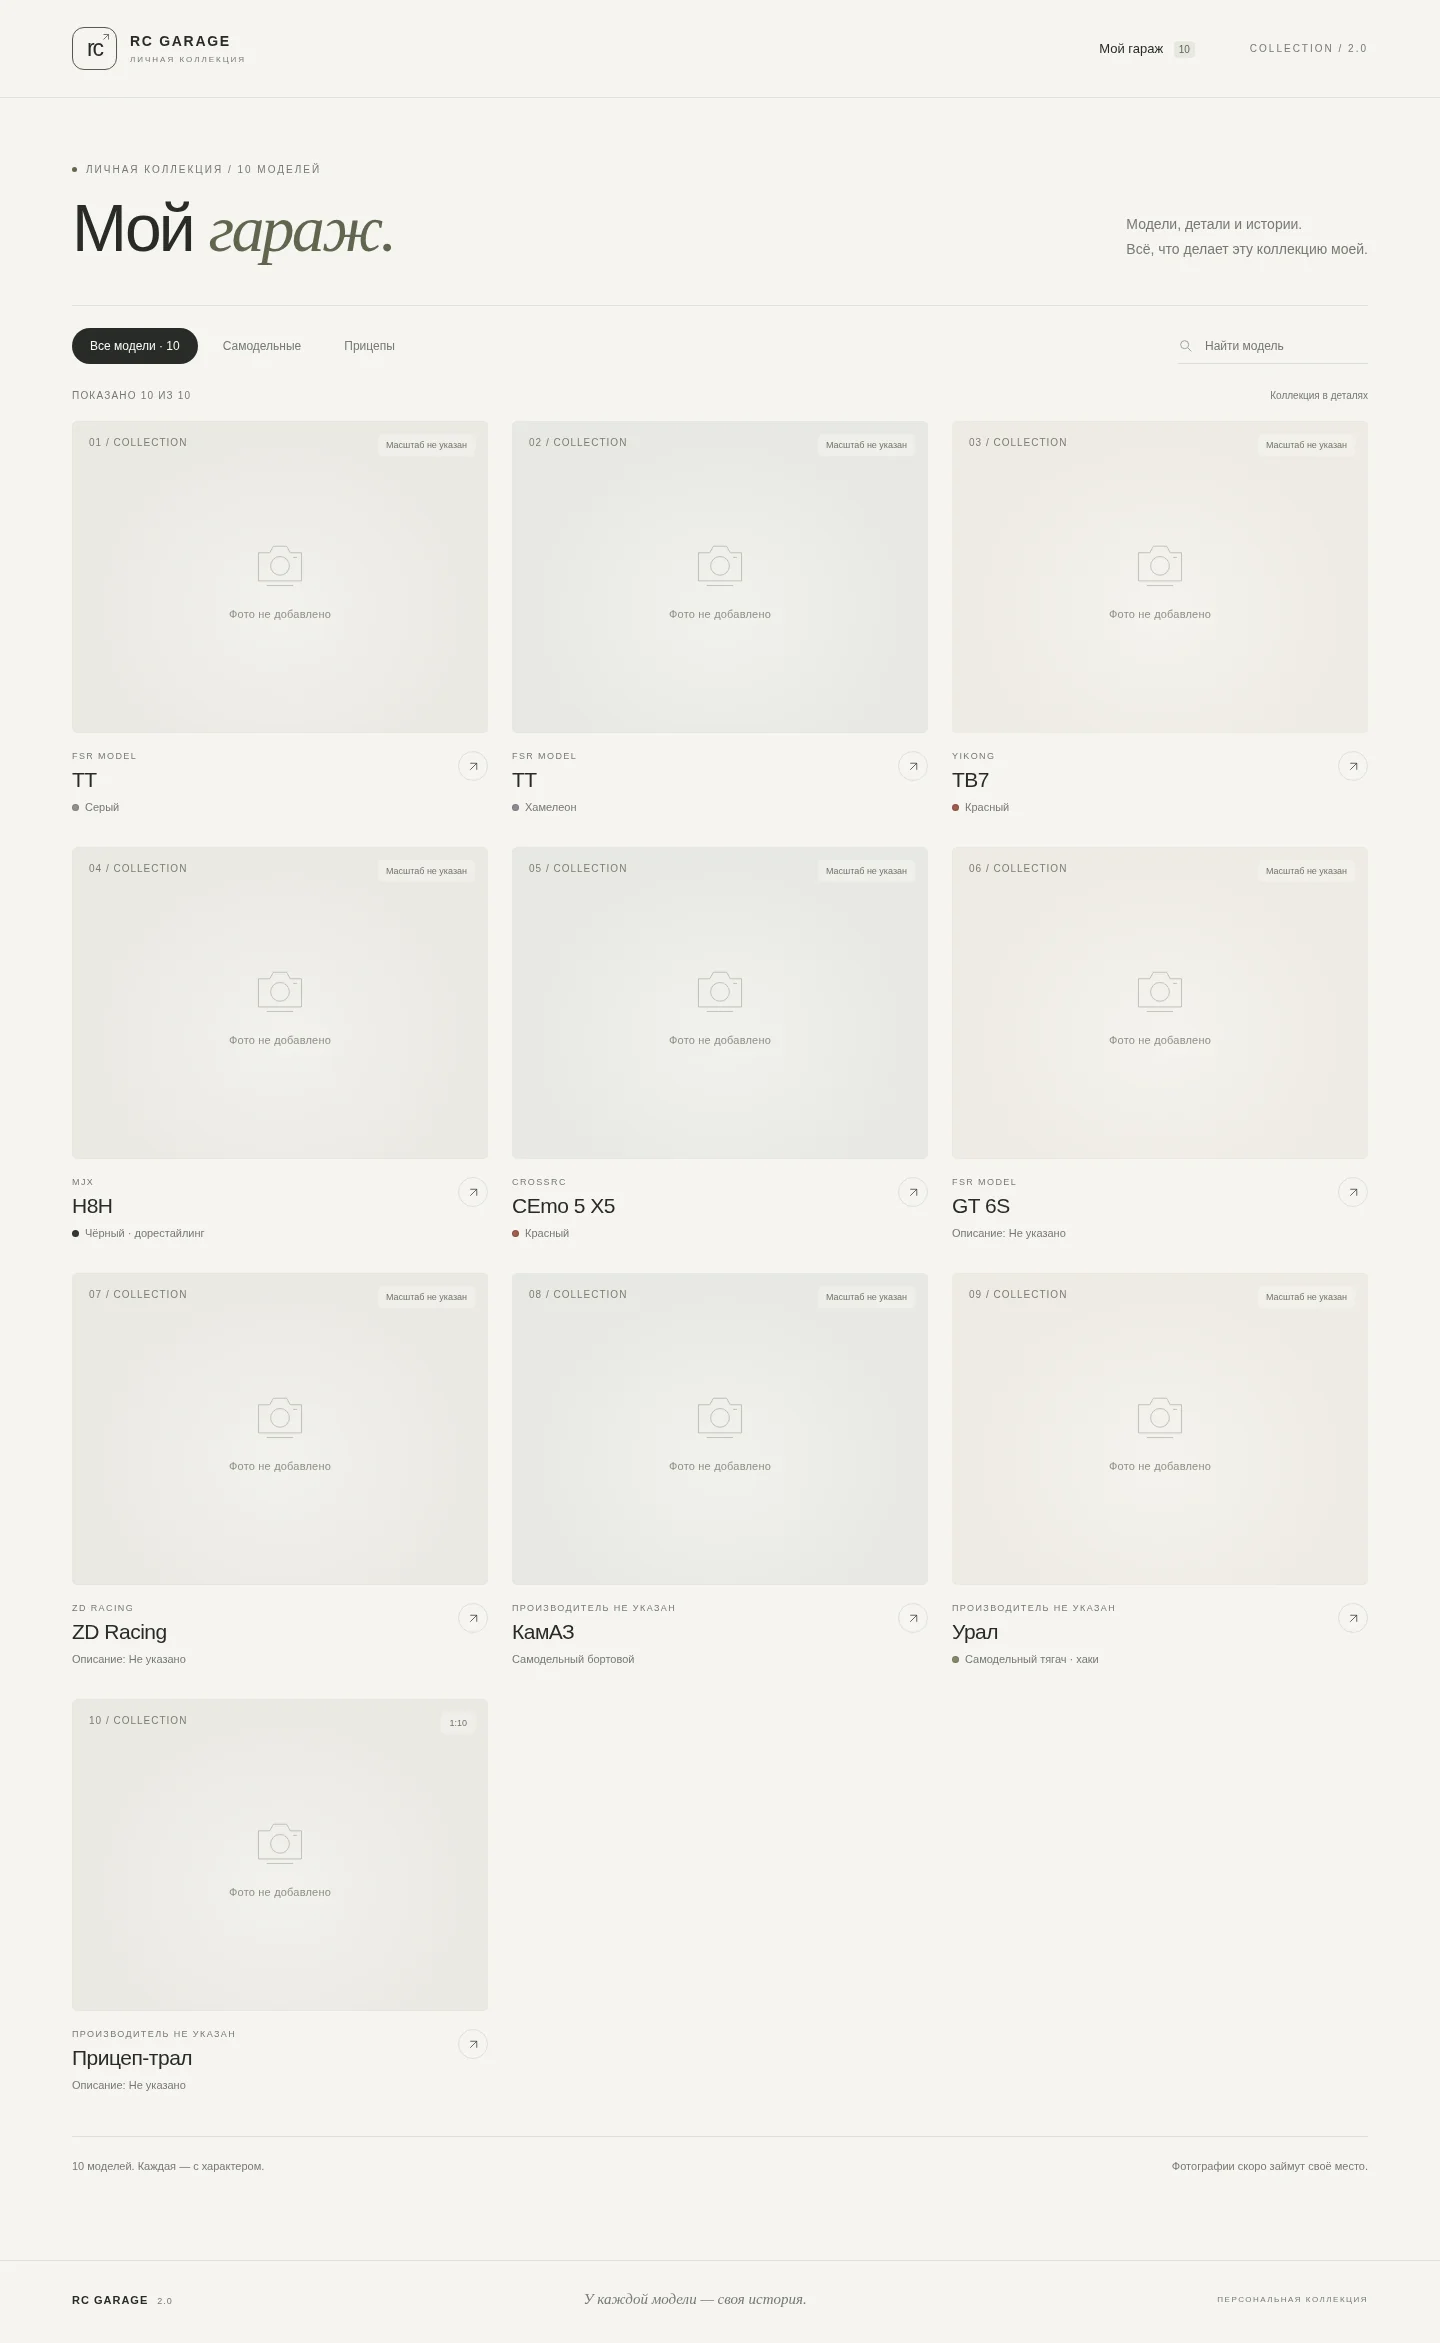 rc
RC GARAGE
ЛИЧНАЯ КОЛЛЕКЦИЯ
Мой гараж 10
COLLECTION / 2.0
ЛИЧНАЯ КОЛЛЕКЦИЯ / 10 МОДЕЛЕЙ
Мой гараж.
Модели, детали и истории.
Всё, что делает эту коллекцию моей.
Все модели · 10
Самодельные
Прицепы
Найти модель
ПОКАЗАНО 10 ИЗ 10
Коллекция в деталях
01 / COLLECTION
Масштаб не указан
Фото не добавлено
FSR MODEL
TT
Серый
02 / COLLECTION
Масштаб не указан
Фото не добавлено
FSR MODEL
TT
Хамелеон
03 / COLLECTION
Масштаб не указан
Фото не добавлено
YIKONG
TB7
Красный
04 / COLLECTION
Масштаб не указан
Фото не добавлено
MJX
H8H
Чёрный · дорестайлинг
05 / COLLECTION
Масштаб не указан
Фото не добавлено
CROSSRC
CEmo 5 X5
Красный
06 / COLLECTION
Масштаб не указан
Фото не добавлено
FSR MODEL
GT 6S
Описание: Не указано
07 / COLLECTION
Масштаб не указан
Фото не добавлено
ZD RACING
ZD Racing
Описание: Не указано
08 / COLLECTION
Масштаб не указан
Фото не добавлено
ПРОИЗВОДИТЕЛЬ НЕ УКАЗАН
КамАЗ
Самодельный бортовой
09 / COLLECTION
Масштаб не указан
Фото не добавлено
ПРОИЗВОДИТЕЛЬ НЕ УКАЗАН
Урал
Самодельный тягач · хаки
10 / COLLECTION
1:10
Фото не добавлено
ПРОИЗВОДИТЕЛЬ НЕ УКАЗАН
Прицеп-трал
Описание: Не указано
10 моделей. Каждая — с характером.
Фотографии скоро займут своё место.
RC GARAGE 2.0
У каждой модели — своя история.
ПЕРСОНАЛЬНАЯ КОЛЛЕКЦИЯ